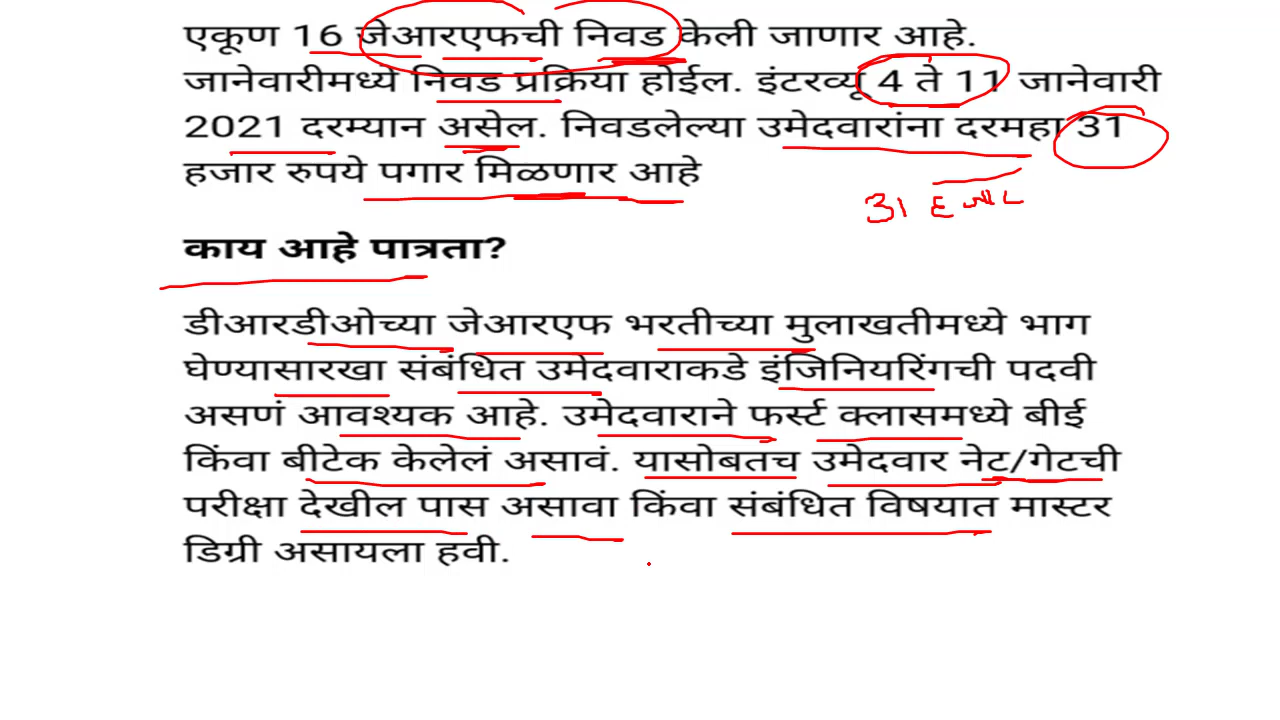 एकूण 16 जेआरएफची निवड केली जाणार आहे.
जानेवारीमध्ये निवड प्रक्रिया होईल. इंटरव्यू 4 ते 11 जानेवारी
2021 दरम्यान असेल. निवडलेल्या उमेदवारांना दरमहा 31
हजार रुपये पगार मिळणार आहे
31
काय आहे पात्रता?
डीआरडीओच्या जेआरएफ भरतीच्या मुलाखतीमध्ये भाग
घेण्यासारखा संबंधित उमेदवाराकडे इंजिनियरिंगची पदवी
असणं आवश्यक आहे. उमेदवाराने फर्स्ट क्लासमध्ये बीई
किंवा बीटेक केलेलं असावं. यासोबतच उमेदवार नेट/गेटची
परीक्षा देखील पास असावा किंवा संबंधित विषयात मास्टर
डिग्री असायला हवी.